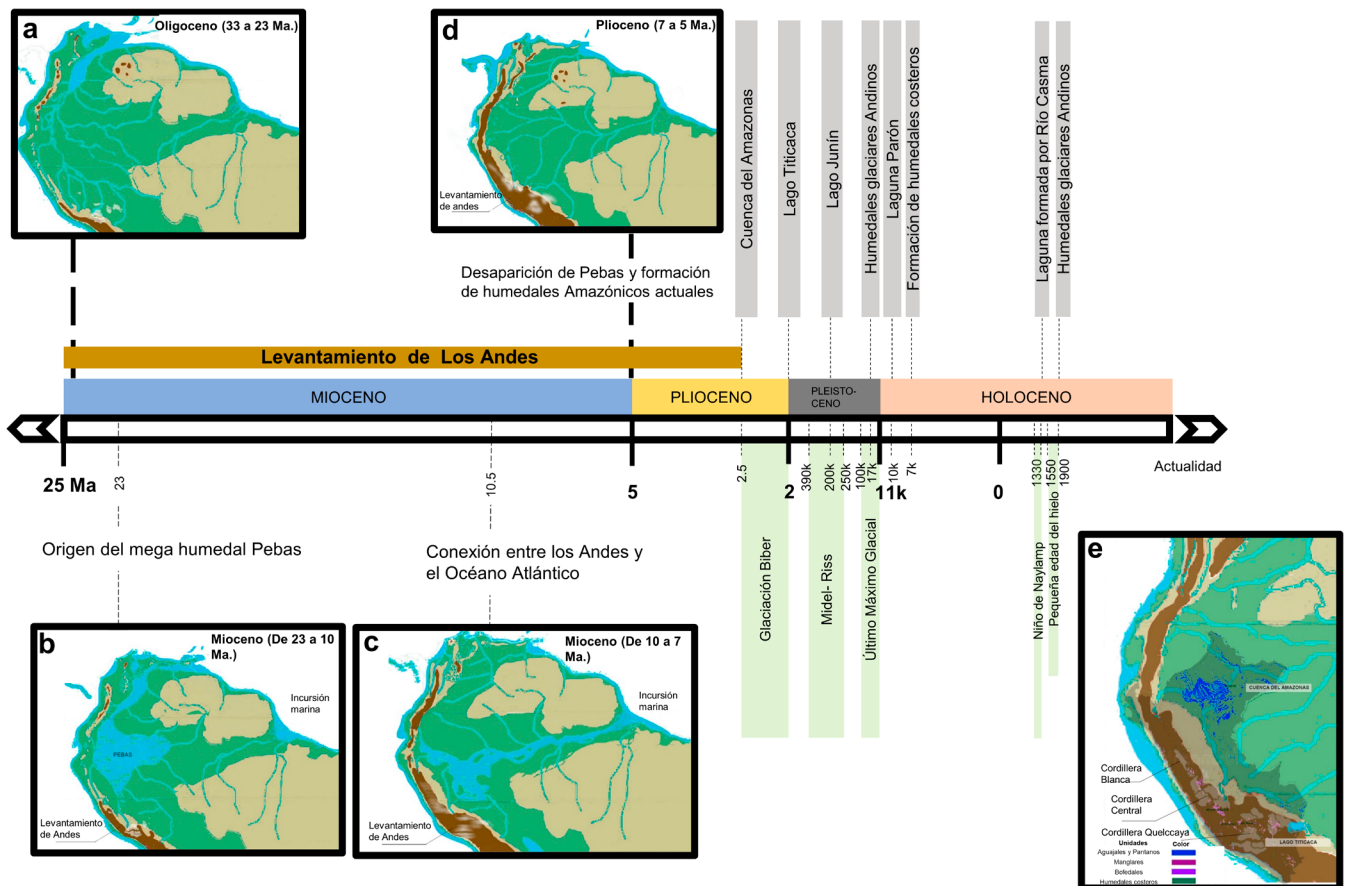 a
Oligoceno (33 a 23 Ma.)
d
Plioceno (7 a 5 Ma.)
Levantamiento
de andes
Cuenca del Amazonas
Lago Titicaca
Lago Junín
Humedales glaciares Andinos
Laguna Parón
Formación de humedales costeros
Laguna formada por Río Casma
Humedales glaciares Andinos
Desaparición de Pebas y formación
de humedales Amazónicos actuales
Levantamiento de Los Andes
MIOCENO
PLIOCENO
PLEISTO-
CENO
HOLOCENO
25 Ma
23
10.5
5
2.5
2
390k
200k
250k
100k
17k
11k
10k
7k
0
1330
1550
1900
Actualidad
Origen del mega humedal Pebas
Conexión entre los Andes y
el Océano Atlántico
Glaciación Biber
Midel- Riss
Último Máximo Glacial
Niño de Naylamp
Pequeña edad del hielo
b
Mioceno (De 23 a 10
Ma.)
Incursión
marina
PEBAS
Levantamiento
de Andes
c
Mioceno (De 10 a 7
Ma.)
Incursión
marina
Levantamiento
de Andes
e
CUENCA DEL AMAZONAS
Cordillera
Blanca
Cordillera
Central
Cordillera Quelccaya
LAGO TITICACA
Unidades Color
Aguajales y Pantanos
Manglares
Bofedales
Humedales costeros